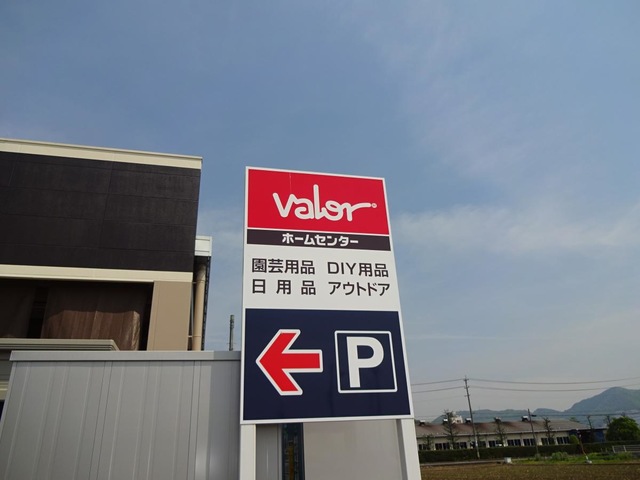 valor
ホームセンター
園芸用品 DIY用品
日用品 アウトドア
P